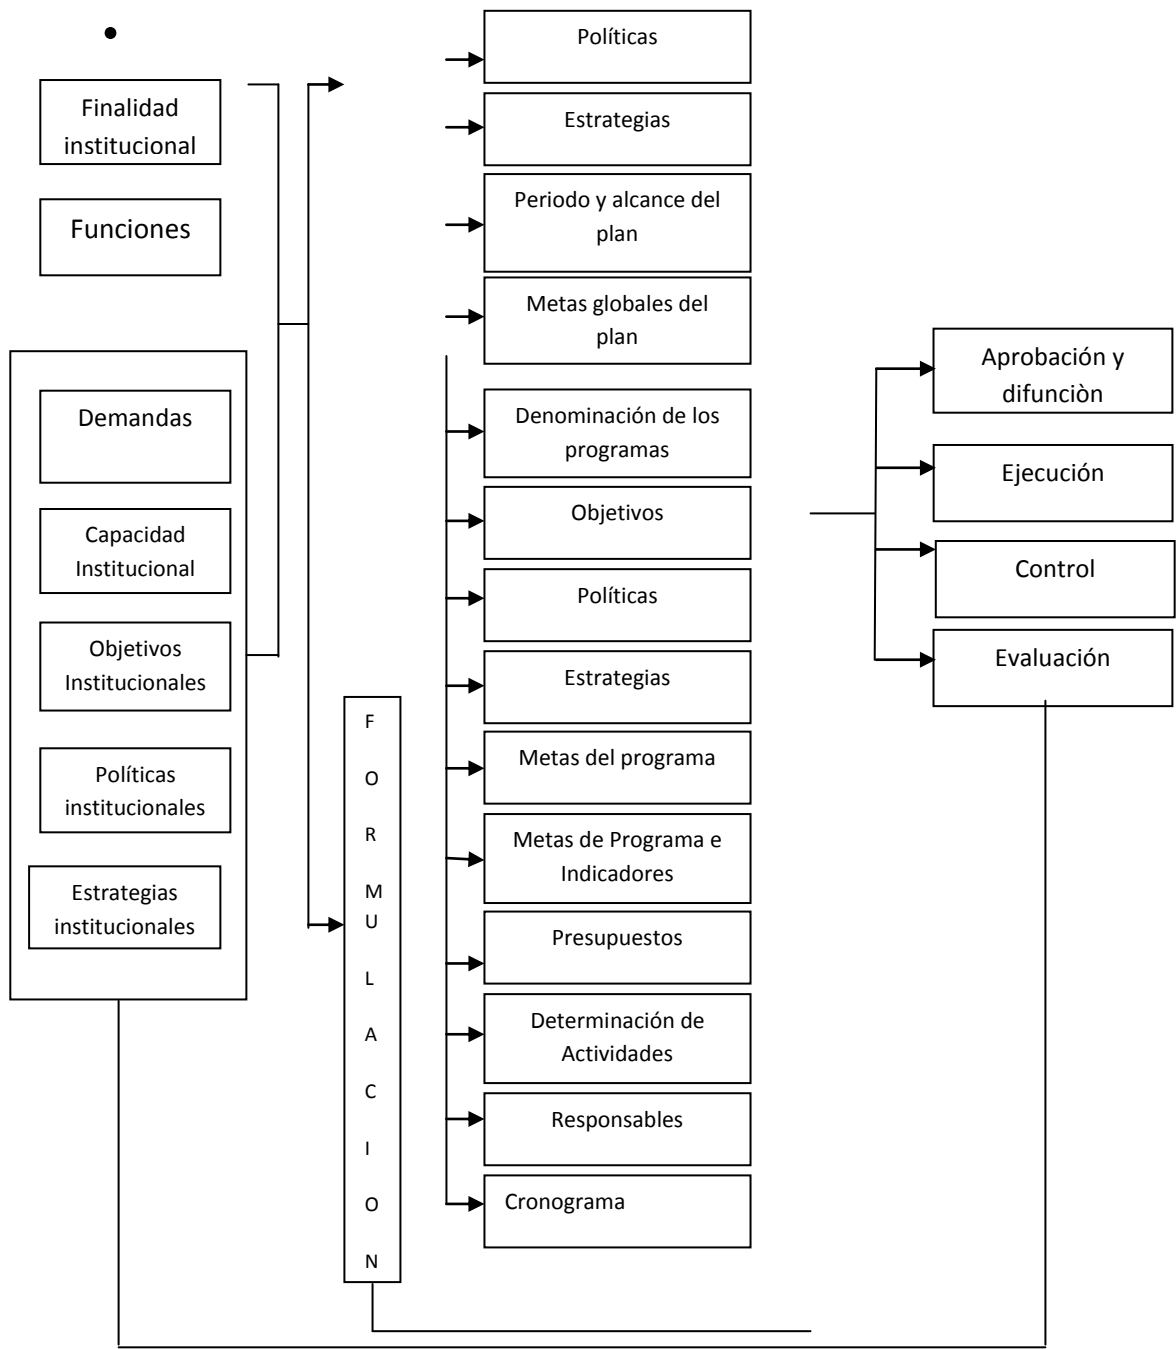 Finalidad
institucional
Funciones
Demandas
Capacidad
Institucional
Objetivos
Institucionales
Políticas
institucionales
Estrategias
institucionales
F
O
R
M
U
L
A
C
I
O
N
Políticas
Estrategias
Periodo y alcance del
plan
Metas globales del
plan
Denominación de los
programas
Objetivos
Políticas
Estrategias
Metas del programa
Metas de Programa e
Indicadores
Presupuestos
Determinación de
Actividades
Responsables
Cronograma
Aprobación y
difunciòn
Ejecución
Control
Evaluación